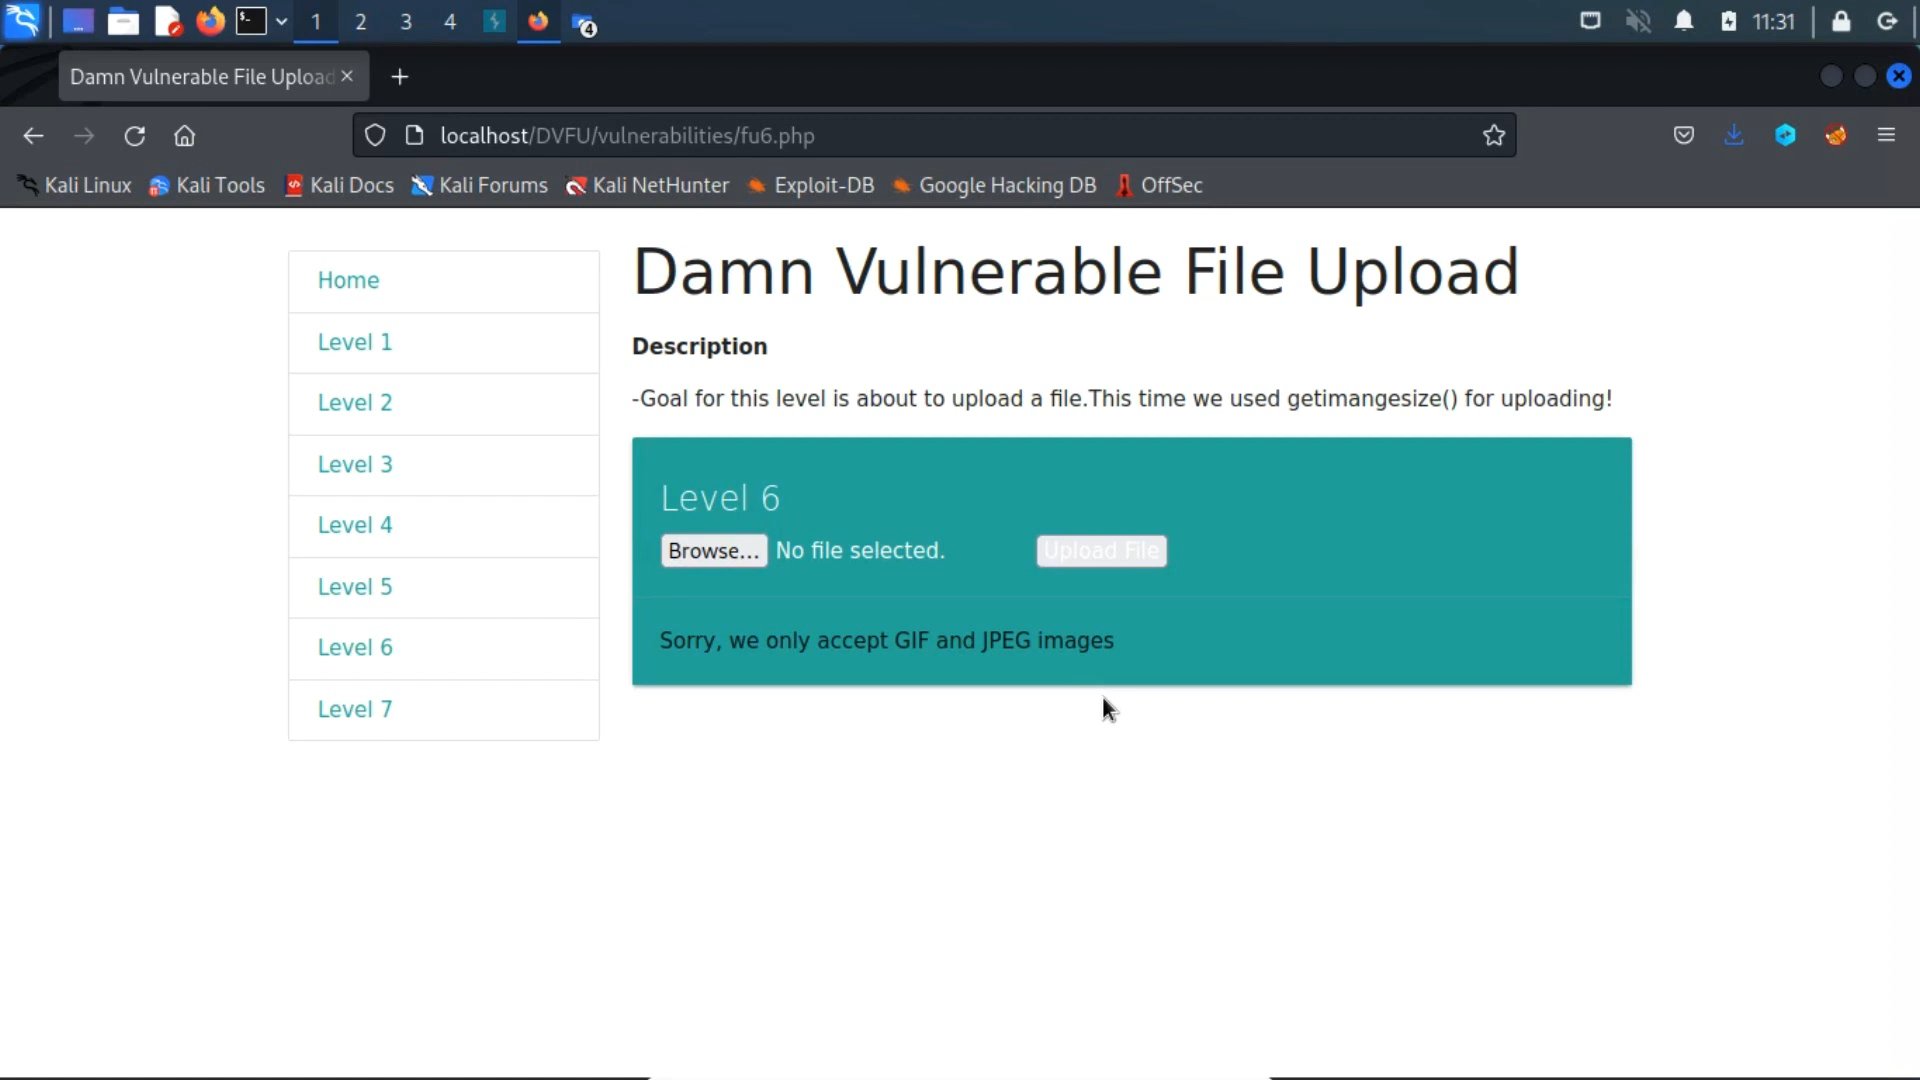 1 2 3 4 4 11:31
Damn Vulnerable File Upload
localhost/DVFU/vulnerabilities/fu6.php
Kali Linux Kali Tools Kali Docs Kali Forums Kali NetHunter Exploit-DB Google Hacking DB OffSec
Damn Vulnerable File Upload
Home
Level 1
Level 2
Level 3
Level 4
Level 5
Level 6
Level 7
Description
-Goal for this level is about to upload a file.This time we used getimangesize() for uploading!
Level 6
Browse... No file selected. Upload File
Sorry, we only accept GIF and JPEG images